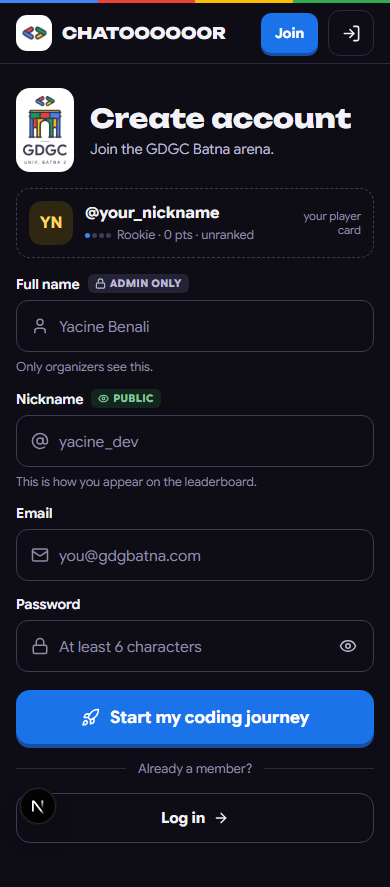 CHATOOOOOOR
Join
GDGC
UNIV. BATNA 2
Create account
Join the GDGC Batna arena.
YN
@your_nickname
Rookie · 0 pts · unranked
your player
card
Full name
ADMIN ONLY
Yacine Benali
Only organizers see this.
Nickname
PUBLIC
@ yacine_dev
This is how you appear on the leaderboard.
Email
you@gdgbatna.com
Password
At least 6 characters
Start my coding journey
Already a member?
N
Log in →